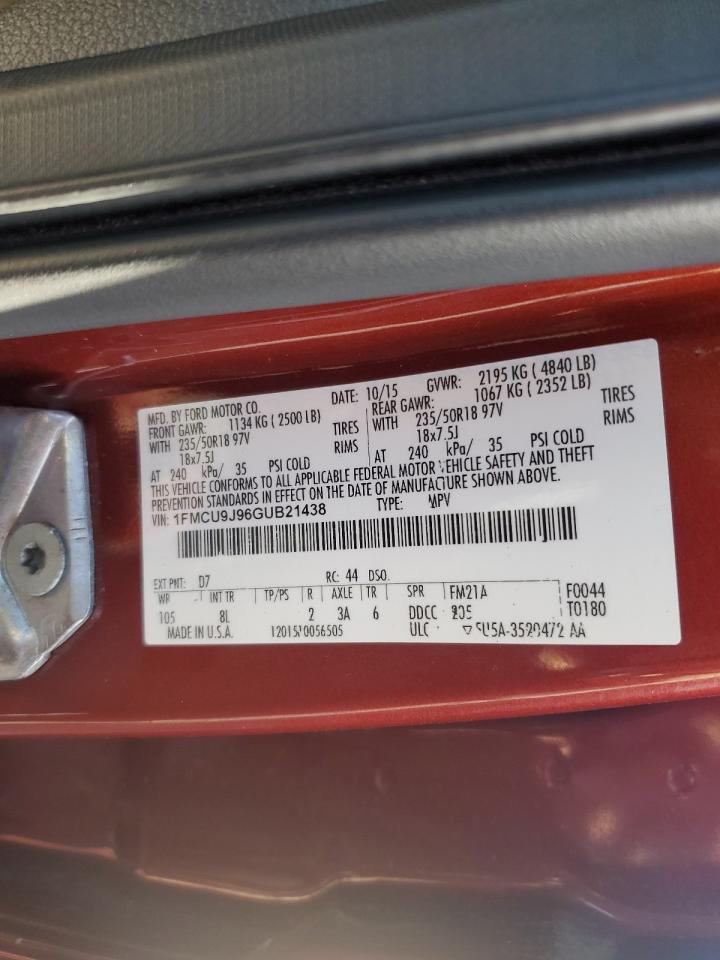 MFD. BY FORD MOTOR CO. DATE: 10/15 GVWR: 2195 KG ( 4840 LB)
FRONT GAWR: 1134 KG ( 2500 LB) REAR GAWR: 1067 KG ( 2352 LB)
WITH 235/50R18 97V TIRES WITH 235/50R18 97V TIRES
18x7.5J RIMS 18x7.5J RIMS
AT 240 kPa/ 35 PSI COLD AT 240 kPa/ 35 PSI COLD
THIS VEHICLE CONFORMS TO ALL APPLICABLE FEDERAL MOTOR VEHICLE SAFETY AND THEFT
PREVENTION STANDARDS IN EFFECT ON THE DATE OF MANUFACTURE SHOWN ABOVE.
VIN: 1FMCU9J96GUB21438 TYPE: MPV
EXT PNT: D7 RC: 44 DSO:
WB INT TR TP/PS R AXLE TR SPR FM21A F0044
105 8L 2 3A 6 DDCC 205 T0180
MADE IN U.S.A. ULC